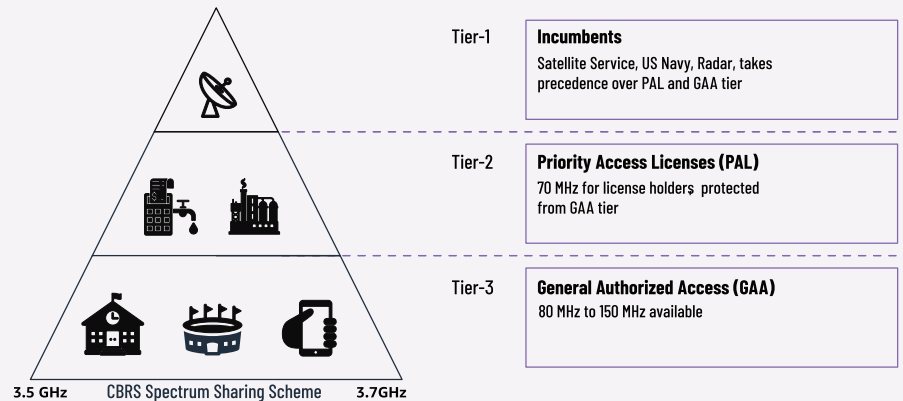 Tier-1
Incumbents
Satellite Service, US Navy, Radar, takes
precedence over PAL and GAA tier
Tier-2
Priority Access Licenses (PAL)
70 MHz for license holders protected
from GAA tier
Tier-3
General Authorized Access (GAA)
80 MHz to 150 MHz available
3.5 GHz
CBRS Spectrum Sharing Scheme
3.7GHz